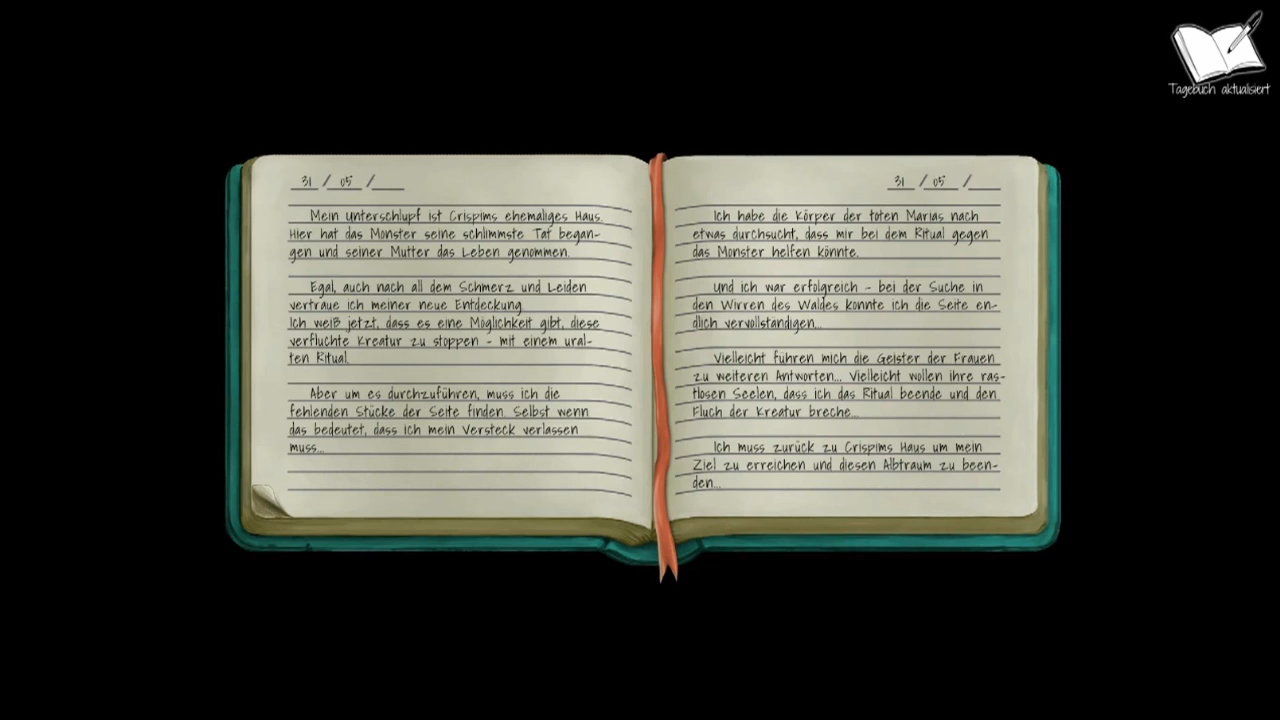 Tagebuch aktualisiert
31 / 05 /
Mein Unterschlupf ist Crispims ehemaliges Haus.
Hier hat das Monster seine schlimmste Tat began-
gen und seiner Mutter das Leben genommen.
Egal, auch nach all dem Schmerz und Leiden
vertraue ich meiner neue Entdeckung
Ich weiß jetzt, dass es eine Möglichkeit gibt, diese
verfluchte Kreatur zu stoppen - mit einem ural-
ten Ritual.
Aber um es durchzuführen, muss ich die
fehlenden Stücke der Seite finden. Selbst wenn
das bedeutet, dass ich mein Versteck verlassen
muss...
31 / 05 /
Ich habe die Körper der toten Marias nach
etwas durchsucht, dass mir bei dem Ritual gegen
das Monster helfen könnte.
Und ich war erfolgreich - bei der Suche in
den Wirren des Waldes konnte ich die Seite en-
dlich vervollständigen...
Vielleicht führen mich die Geister der Frauen
zu weiteren Antworten... Vielleicht wollen ihre ras-
tlosen Seelen, dass ich das Ritual beende und den
Fluch der Kreatur breche...
Ich muss zurück zu Crispims Haus um mein
Ziel zu erreichen und diesen Albtraum zu been-
den...